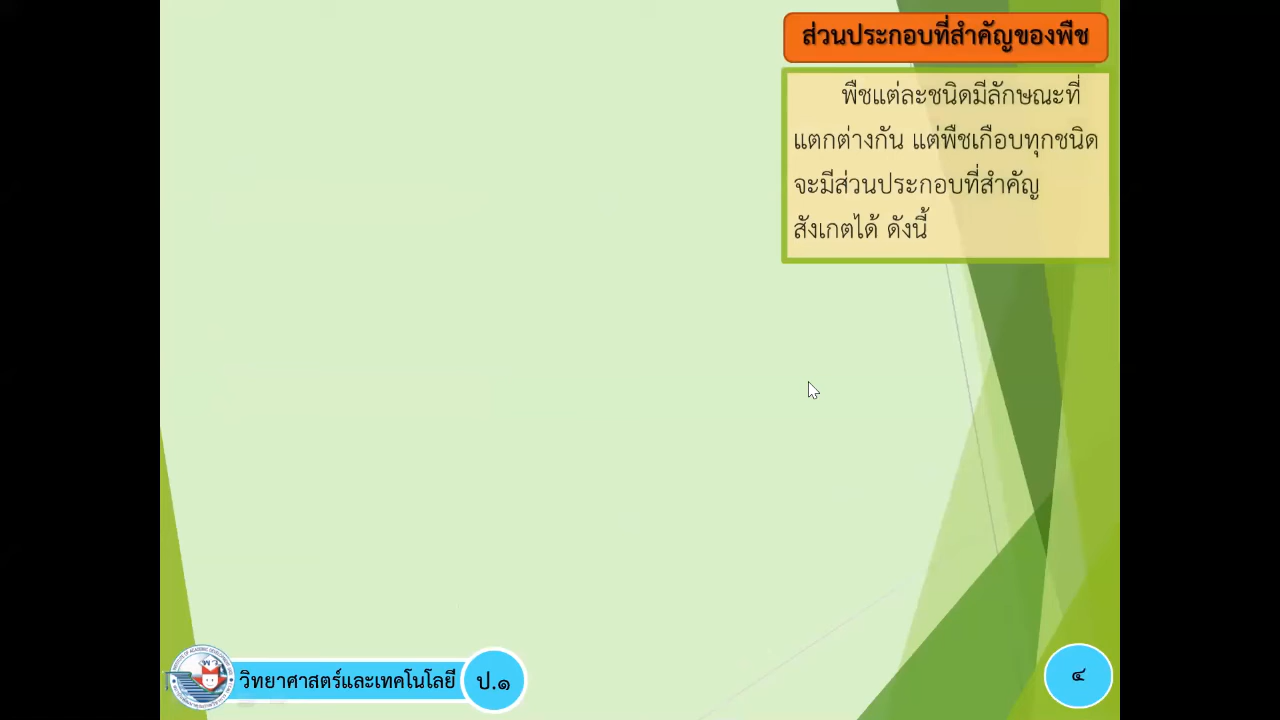 ส่วนประกอบที่สำคัญของพืช
พืชแต่ละชนิดมีลักษณะที่
แตกต่างกัน แต่พืชเกือบทุกชนิด
จะมีส่วนประกอบที่สำคัญ
สังเกตได้ ดังนี้
วิทยาศาสตร์และเทคโนโลยี
ป.๑
๔